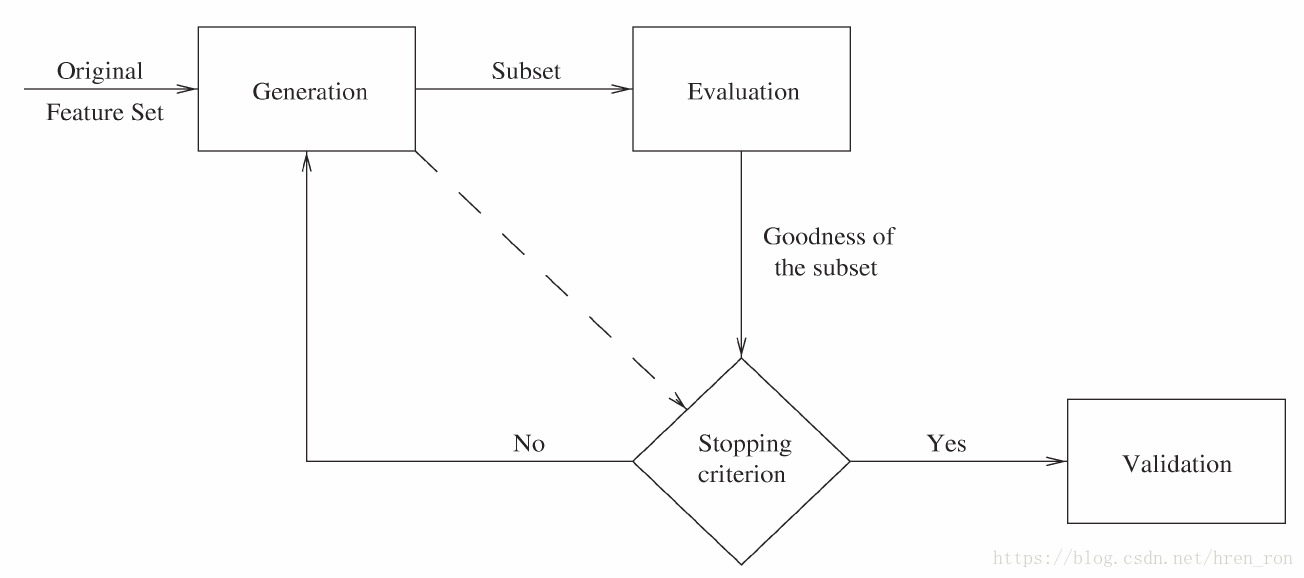 Original
Feature Set
Generation
Subset
Evaluation
Goodness of
the subset
No
Stopping
criterion
Yes
Validation
https://blog.csdn.net/hren_ron